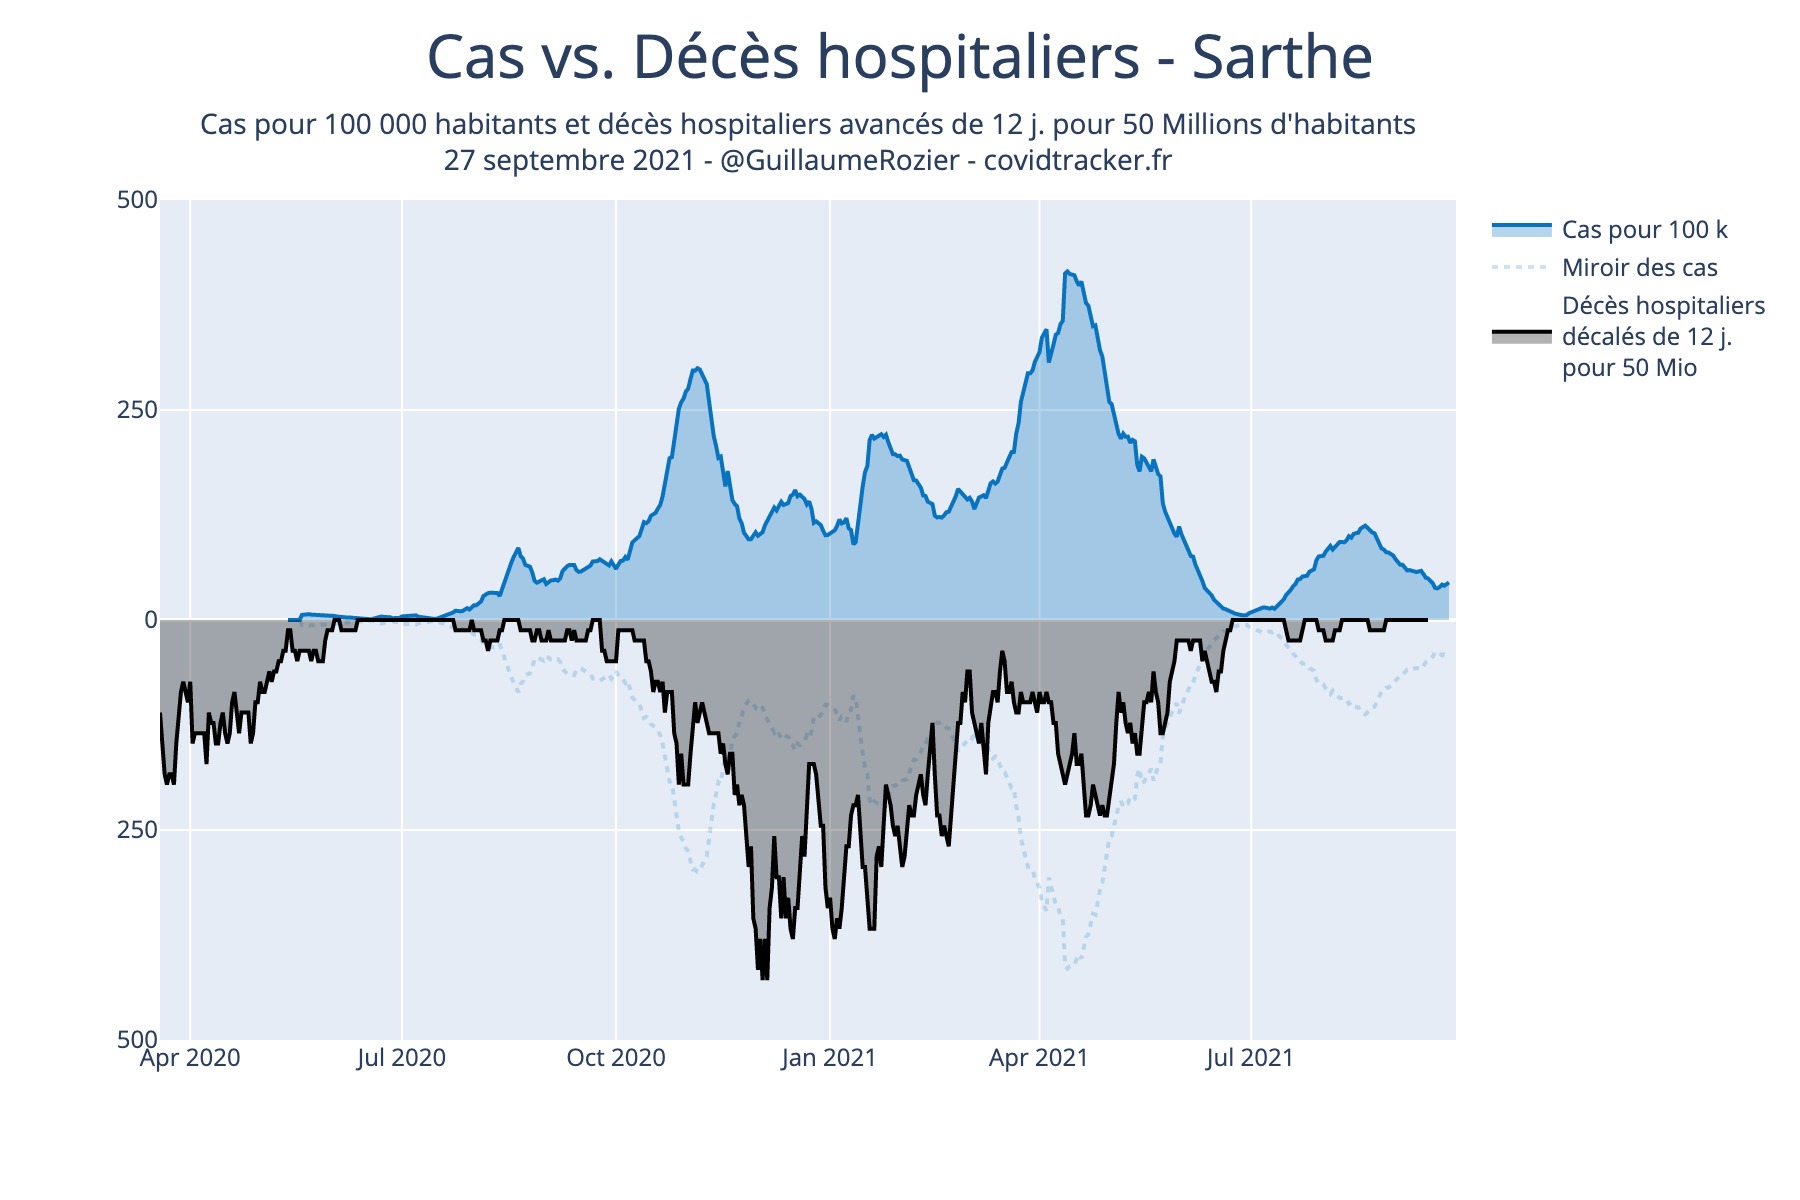 Cas vs. Décès hospitaliers - Sarthe
Cas pour 100 000 habitants et décès hospitaliers avancés de 12 j. pour 50 Millions d'habitants
27 septembre 2021 - @GuillaumeRozier - covidtracker.fr
500
250
0
250
500
Apr 2020
Jul 2020
Oct 2020
Jan 2021
Apr 2021
Jul 2021
Cas pour 100 k
Miroir des cas
Décès hospitaliers
décalés de 12 j.
pour 50 Mio